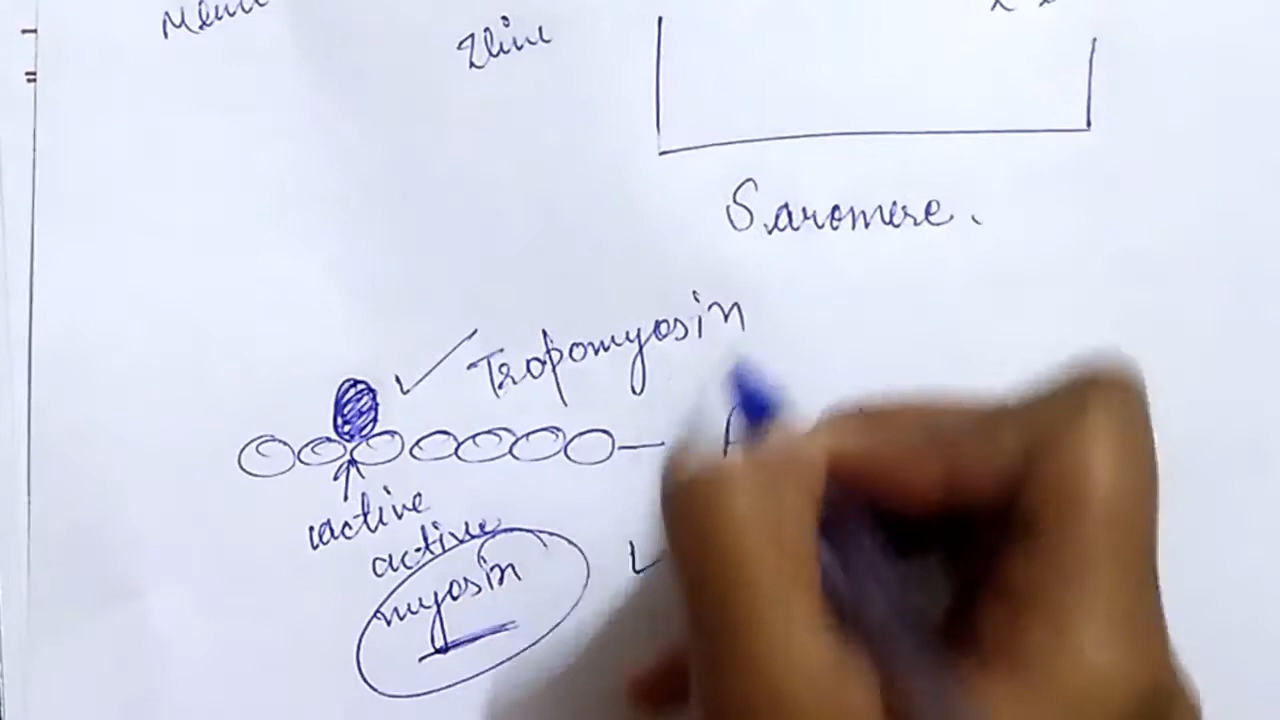 Zline
Saromere.
✓ Tropomyosin
active
active
myosin